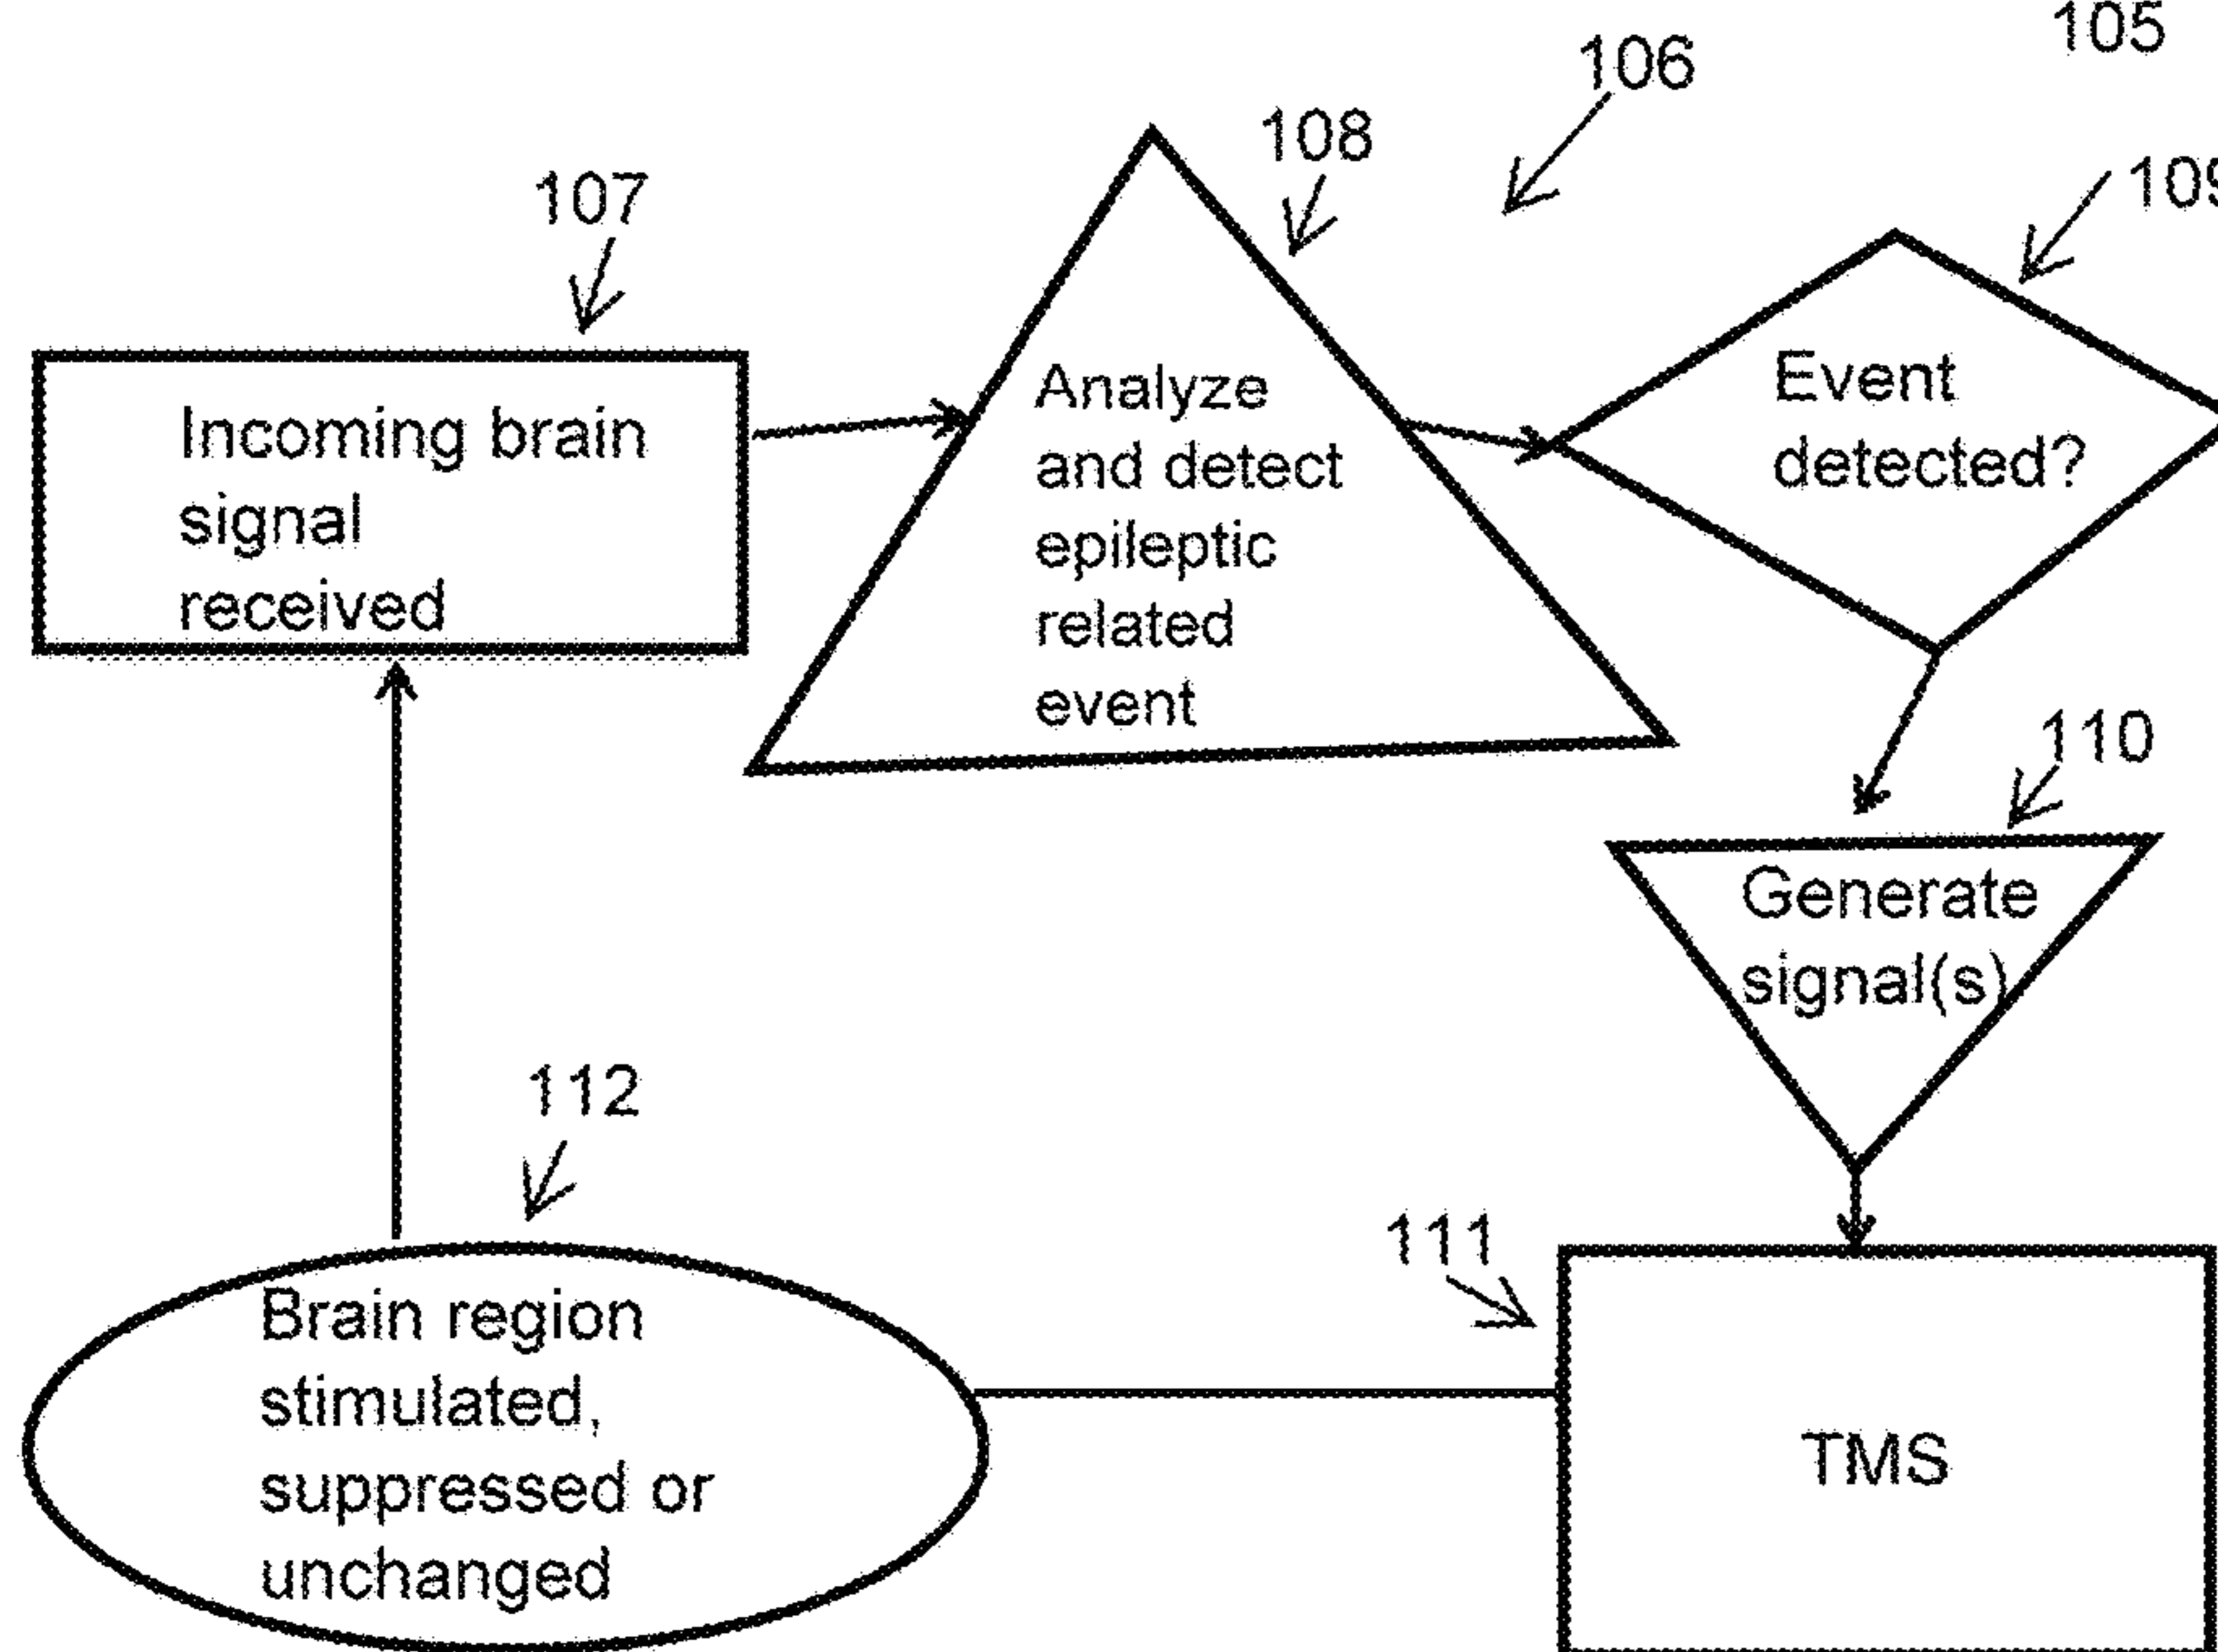 105
106
108
107
109
Analyze
and detect
epileptic
related
event
Event
detected?
Incoming brain
signal
received
110
Generate
signal(s)
112
111
Brain region
stimulated,
suppressed or
unchanged
TMS